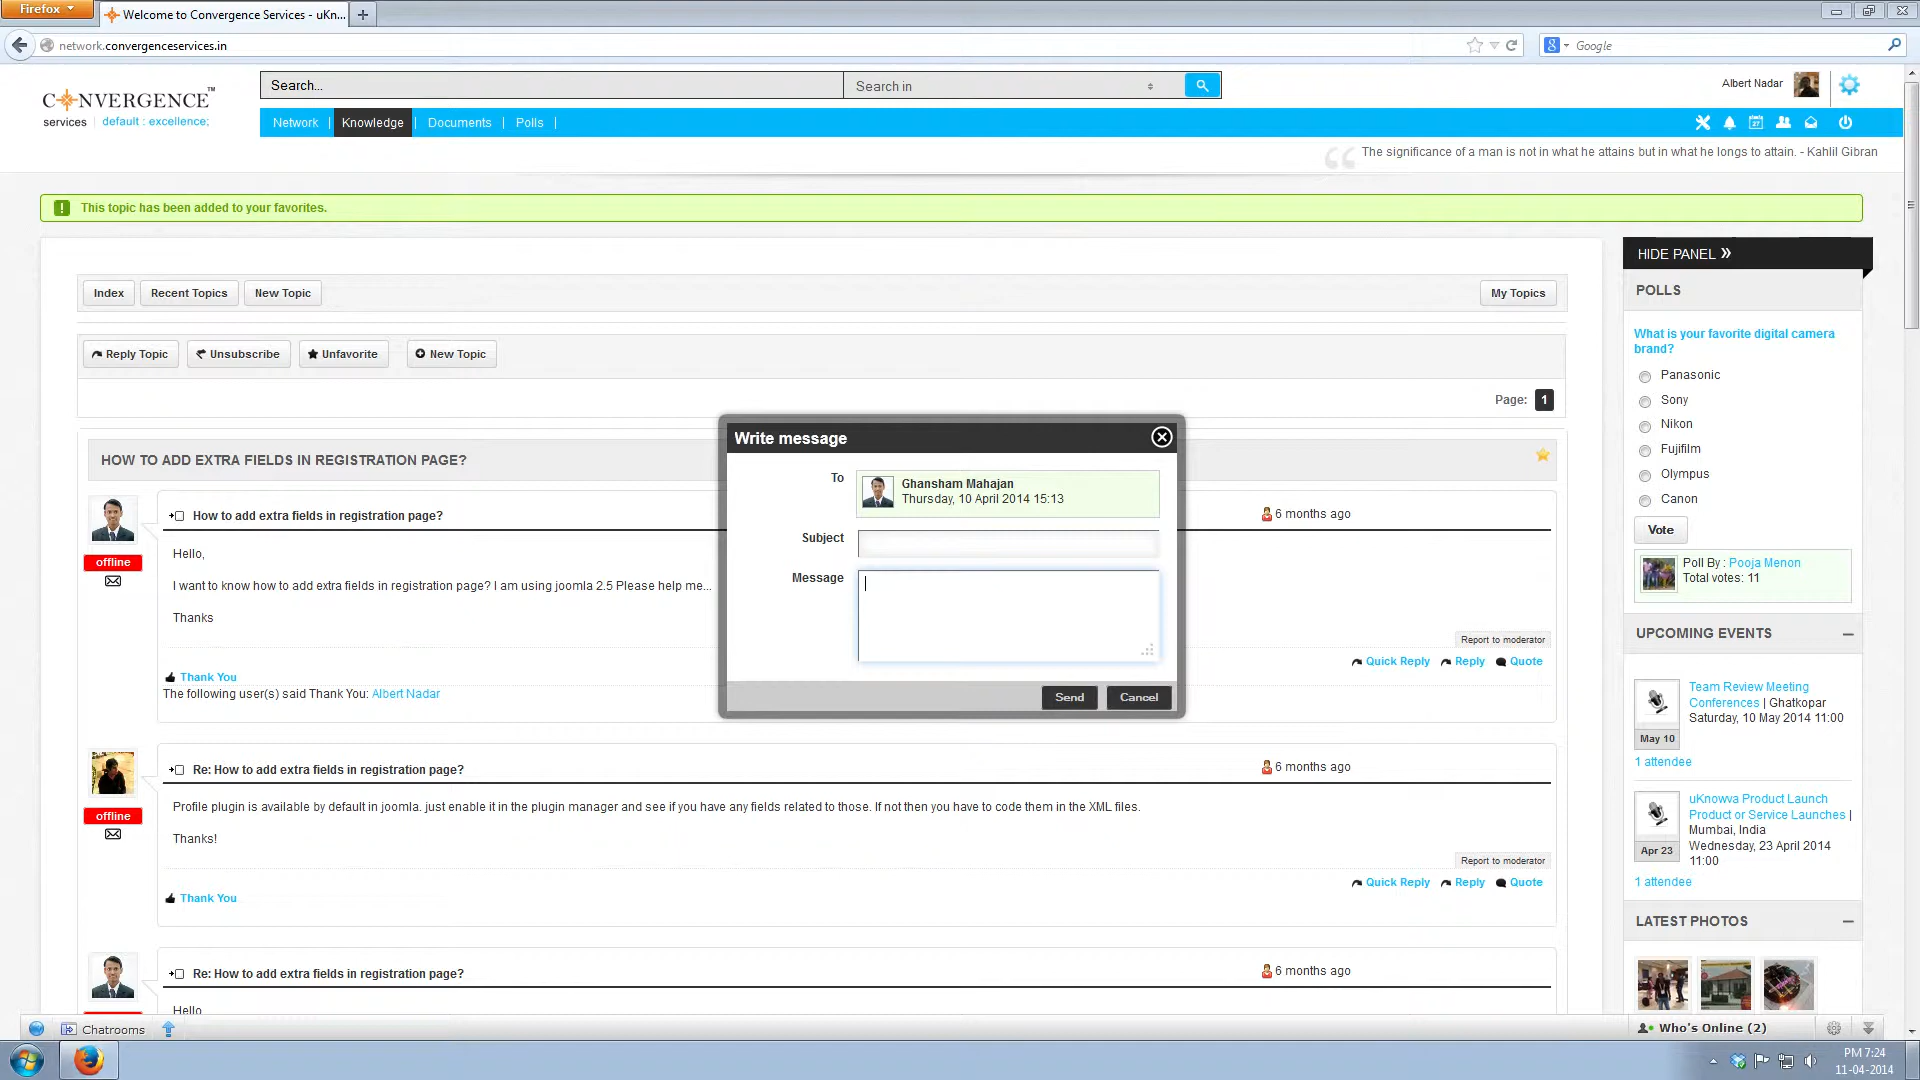 Firefox
Welcome to Convergence Services - uKn...
network.convergenceservices.in
Google
CONVERGENCE™
services | default : excellence;
Search...
Search in
Albert Nadar
Network | Knowledge | Documents | Polls |
27
The significance of a man is not in what he attains but in what he longs to attain. - Kahlil Gibran
This topic has been added to your favorites.
HIDE PANEL »
Index
Recent Topics
New Topic
My Topics
Reply Topic
Unsubscribe
Unfavorite
New Topic
Page: 1
HOW TO ADD EXTRA FIELDS IN REGISTRATION PAGE?
How to add extra fields in registration page?
6 months ago
offline
Hello,
I want to know how to add extra fields in registration page? I am using joomla 2.5 Please help me...
Thanks
Report to moderator
Quick Reply
Reply
Quote
Thank You
The following user(s) said Thank You: Albert Nadar
Re: How to add extra fields in registration page?
6 months ago
offline
Profile plugin is available by default in joomla. just enable it in the plugin manager and see if you have any fields related to those. If not then you have to code them in the XML files.
Thanks!
Report to moderator
Quick Reply
Reply
Quote
Thank You
Re: How to add extra fields in registration page?
6 months ago
Hello
Write message
To
Ghansham Mahajan
Thursday, 10 April 2014 15:13
Subject
Message
Send
Cancel
POLLS
What is your favorite digital camera
brand?
Panasonic
Sony
Nikon
Fujifilm
Olympus
Canon
Vote
Poll By : Pooja Menon
Total votes: 11
UPCOMING EVENTS
Team Review Meeting
Conferences | Ghatkopar
Saturday, 10 May 2014 11:00
May 10
1 attendee
uKnowva Product Launch
Product or Service Launches |
Mumbai, India
Wednesday, 23 April 2014
11:00
Apr 23
1 attendee
LATEST PHOTOS
Chatrooms
Who's Online (2)
PM 7:24
11-04-2014